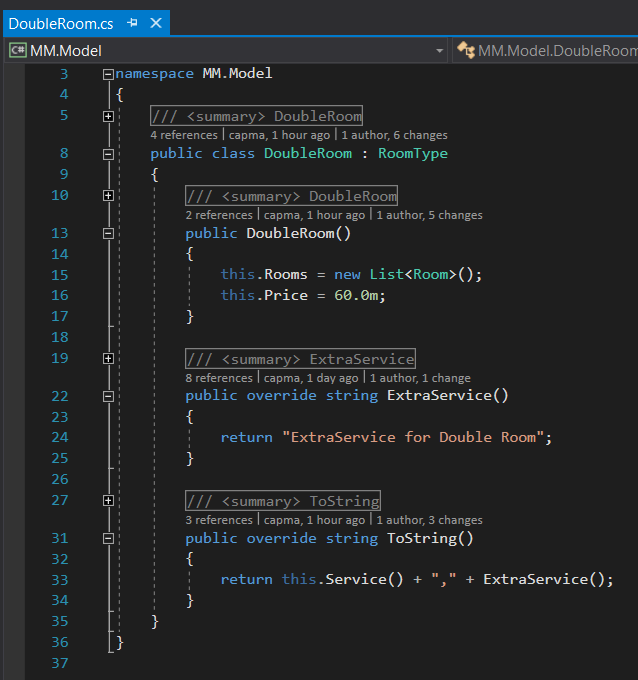 DoubleRoom.cs
C# MM.Model MM.Model.DoubleRoom
3 namespace MM.Model
4 {
5 /// <summary> DoubleRoom
4 references | capma, 1 hour ago | 1 author, 6 changes
8 public class DoubleRoom : RoomType
9 {
10 /// <summary> DoubleRoom
2 references | capma, 1 hour ago | 1 author, 5 changes
13 public DoubleRoom()
14 {
15 this.Rooms = new List<Room>();
16 this.Price = 60.0m;
17 }
18
19 /// <summary> ExtraService
8 references | capma, 1 day ago | 1 author, 1 change
22 public override string ExtraService()
23 {
24 return "ExtraService for Double Room";
25 }
26
27 /// <summary> ToString
3 references | capma, 1 hour ago | 1 author, 3 changes
31 public override string ToString()
32 {
33 return this.Service() + "," + ExtraService();
34 }
35 }
36 }
37